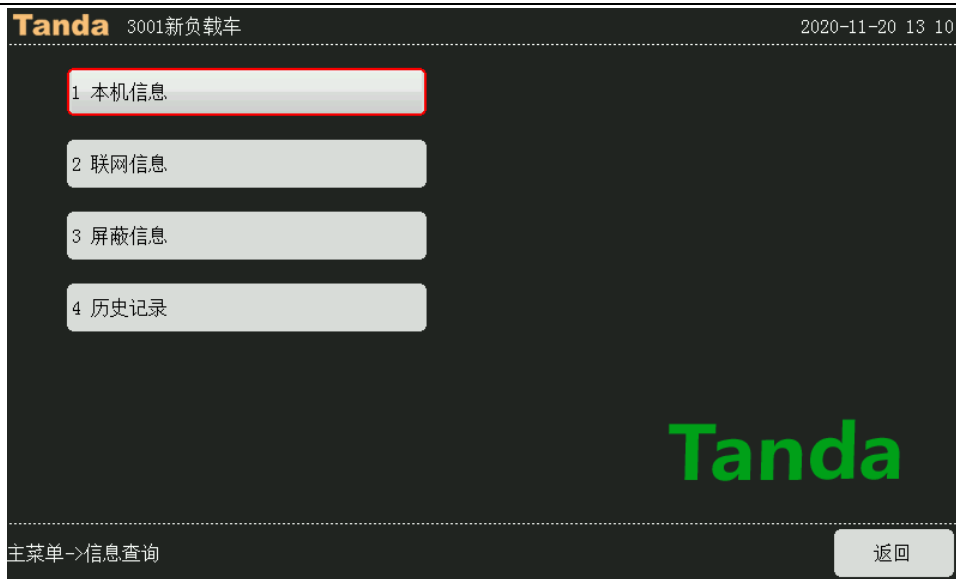 Tanda 3001新负载车 2020-11-20 13 10
1 本机信息
2 联网信息
3 屏蔽信息
4 历史记录
Tanda
主菜单->信息查询 返回